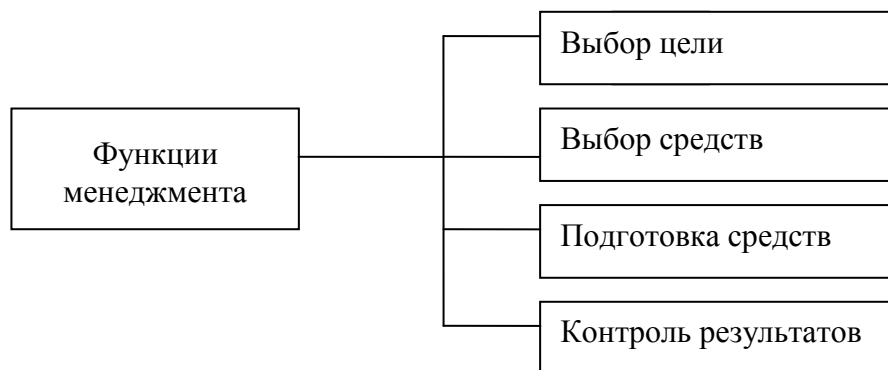 Функции
менеджмента
Выбор цели
Выбор средств
Подготовка средств
Контроль результатов